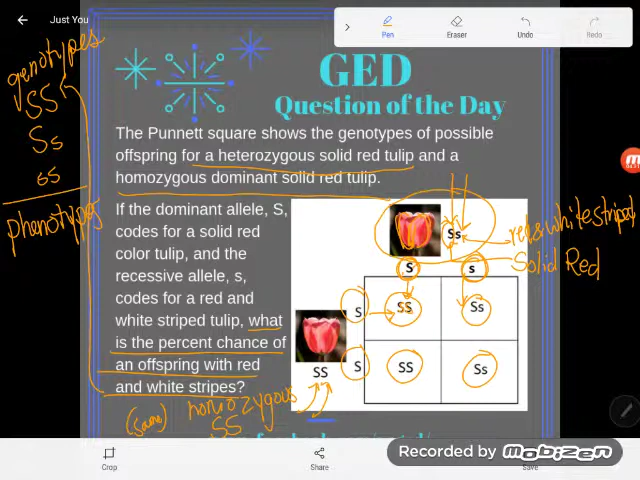 Just You
Pen
Eraser
Undo
Redo
genotypes
SS
Ss
ss
phenotypes
GED
Question of the Day
The Punnett square shows the genotypes of possible
offspring for a heterozygous solid red tulip and a
homozygous dominant solid red tulip.
If the dominant allele, S,
codes for a solid red
color tulip, and the
recessive allele, s,
codes for a red and
white striped tulip, what
is the percent chance of
an offspring with red
and white stripes?
Ss
red & white striped
Solid Red
S
s
S
SS
Ss
SS
S
SS
Ss
(same)
homozygous
SS
Crop
Share
Save
Recorded by mobizen